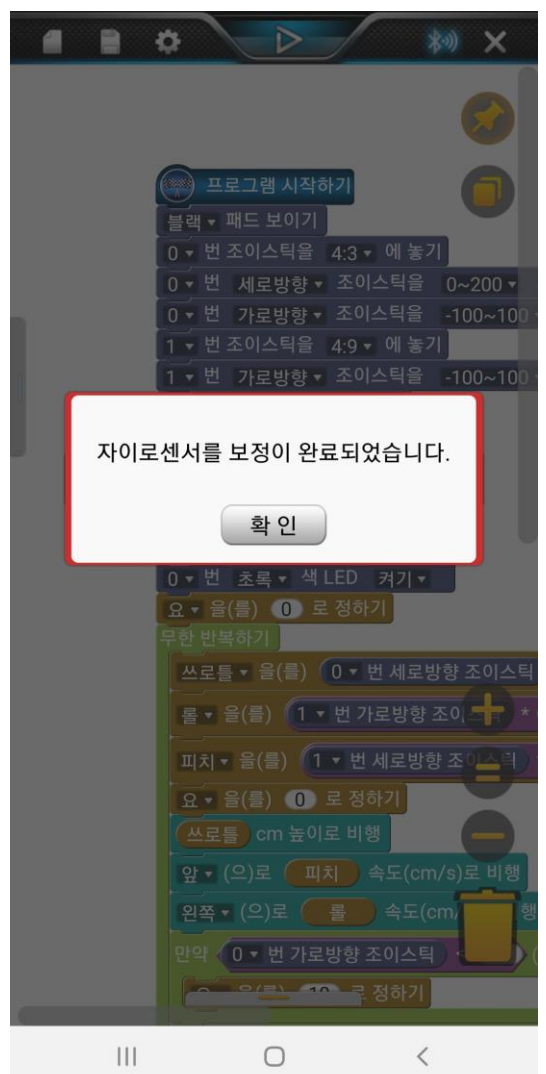 프로그램 시작하기
블랙 패드 보이기
0 번 조이스틱을 4:3 에 놓기
0 번 세로방향 조이스틱을 0~200
0 번 가로방향 조이스틱을 -100~100
1 번 조이스틱을 4:9 에 놓기
1 번 가로방향 조이스틱을 -100~100
자이로센서를 보정이 완료되었습니다.
확 인
0 번 초록 색 LED 켜기
요 을(를) 0 로 정하기
무한 반복하기
쓰로틀 을(를) 0 번 세로방향 조이스틱
롤 을(를) 1 번 가로방향 *
피치 을(를) 1 번 세로방향
요 을(를) 0 로 정하기
쓰로틀 cm 높이로 비행
앞 (으)로 피치 속도(cm/s)로 비행
왼쪽 (으)로 롤 속도(cm/ 행
만약 0 번 가로방향 조이스틱
로 정하기